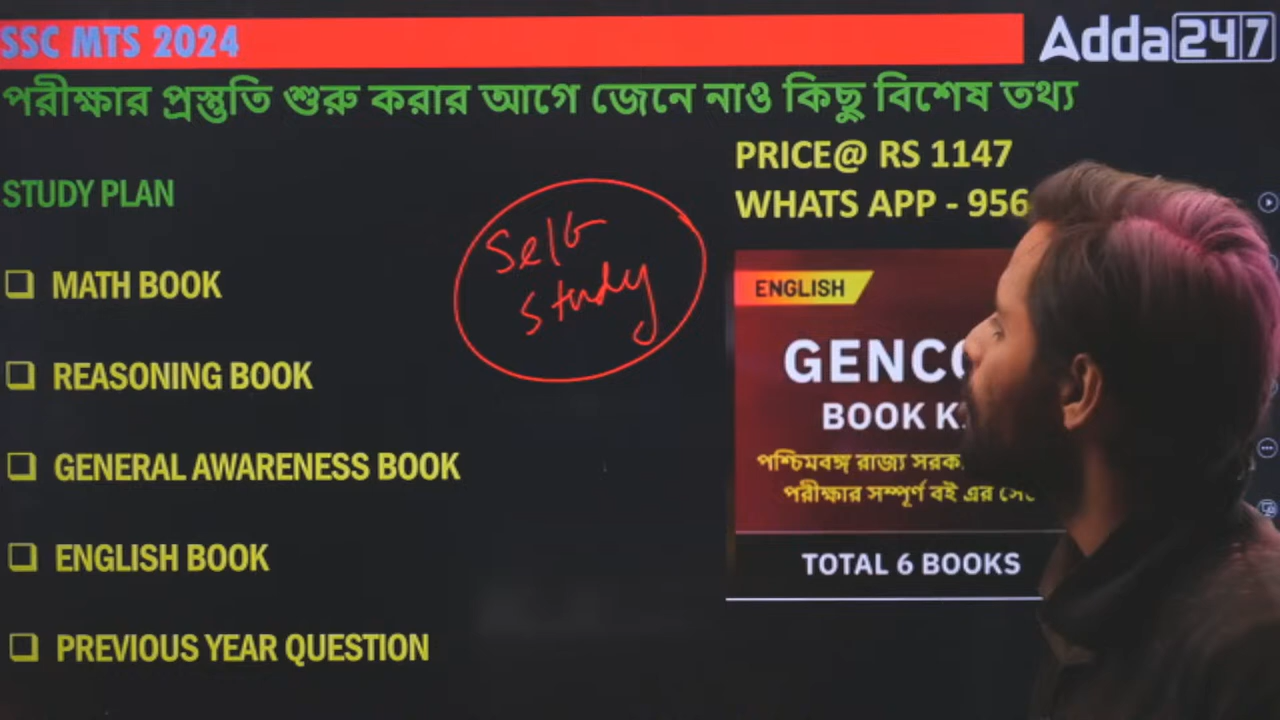 SSC MTS 2024
Adda247
পরীক্ষার প্রস্তুতি শুরু করার আগে জেনে নাও কিছু বিশেষ তথ্য
PRICE@ RS 1147
WHATS APP - 956
STUDY PLAN
Self
Study
MATH BOOK
REASONING BOOK
GENERAL AWARENESS BOOK
ENGLISH BOOK
PREVIOUS YEAR QUESTION
ENGLISH
BOOK
পশ্চিমবঙ্গ রাজ্য
পরীক্ষার সম্পূর্ণ বই এর
TOTAL 6 BOOKS